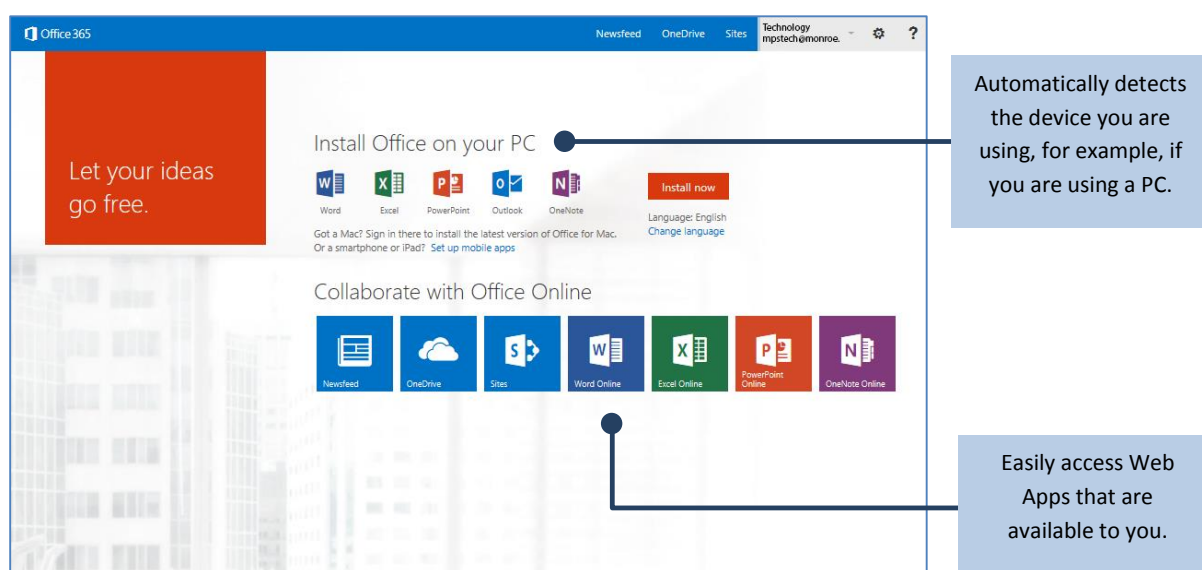 Office 365
Newsfeed OneDrive Sites
Technology
mpstech@monroe.
?
Let your ideas
go free.
Install Office on your PC
Word Excel PowerPoint Outlook OneNote
Install now
Language: English
Change language
Got a Mac? Sign in there to install the latest version of Office for Mac.
Or a smartphone or iPad? Set up mobile apps
Collaborate with Office Online
Newsfeed
OneDrive
Sites
Word Online
Excel Online
PowerPoint
Online
OneNote Online
Automatically detects
the device you are
using, for example, if
you are using a PC.
Easily access Web
Apps that are
available to you.